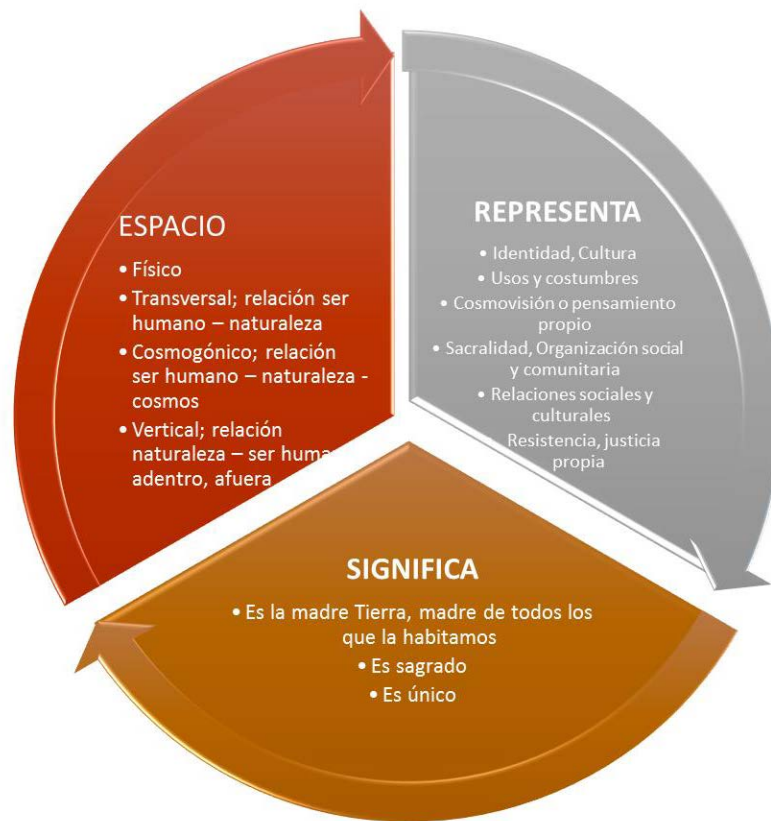 ESPACIO
• Físico
• Transversal; relación ser
humano – naturaleza
• Cosmogónico; relación
ser humano – naturaleza -
cosmos
• Vertical; relación
naturaleza – ser
adentro, afuera
REPRESENTA
• Identidad, Cultura
• Usos y costumbres
• Cosmovisión o pensamiento
propio
• Sacralidad, Organización social
y comunitaria
• Relaciones sociales y
culturales
Resistencia, justicia
propia
SIGNIFICA
• Es la madre Tierra, madre de todos los
que la habitamos
• Es sagrado
• Es único